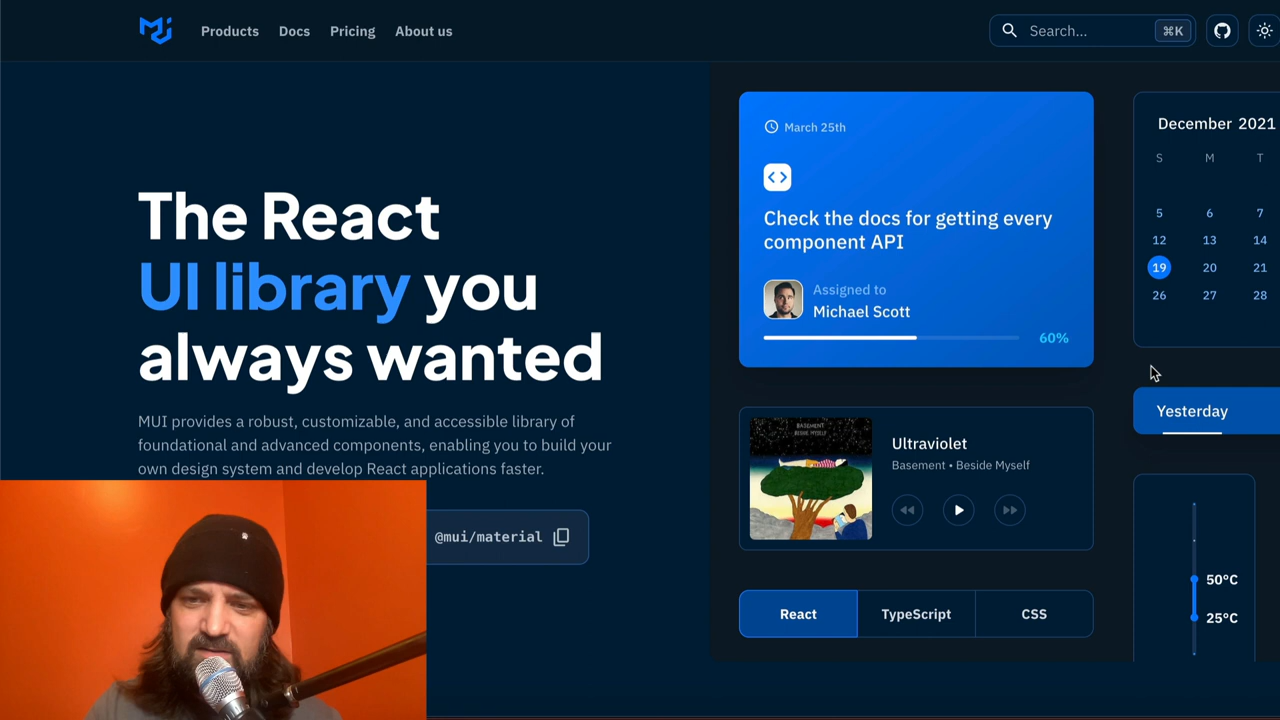 Products Docs Pricing About us
Search... ⌘K
The React
UI library you
always wanted
MUI provides a robust, customizable, and accessible library of
foundational and advanced components, enabling you to build your
own design system and develop React applications faster.
@mui/material
March 25th
Check the docs for getting every
component API
Assigned to
Michael Scott
60%
BASEMENT
BESIDE MYSELF
Ultraviolet
Basement • Beside Myself
React TypeScript CSS
December 2021
S M T
5 6 7
12 13 14
19 20 21
26 27 28
Yesterday
50°C
25°C